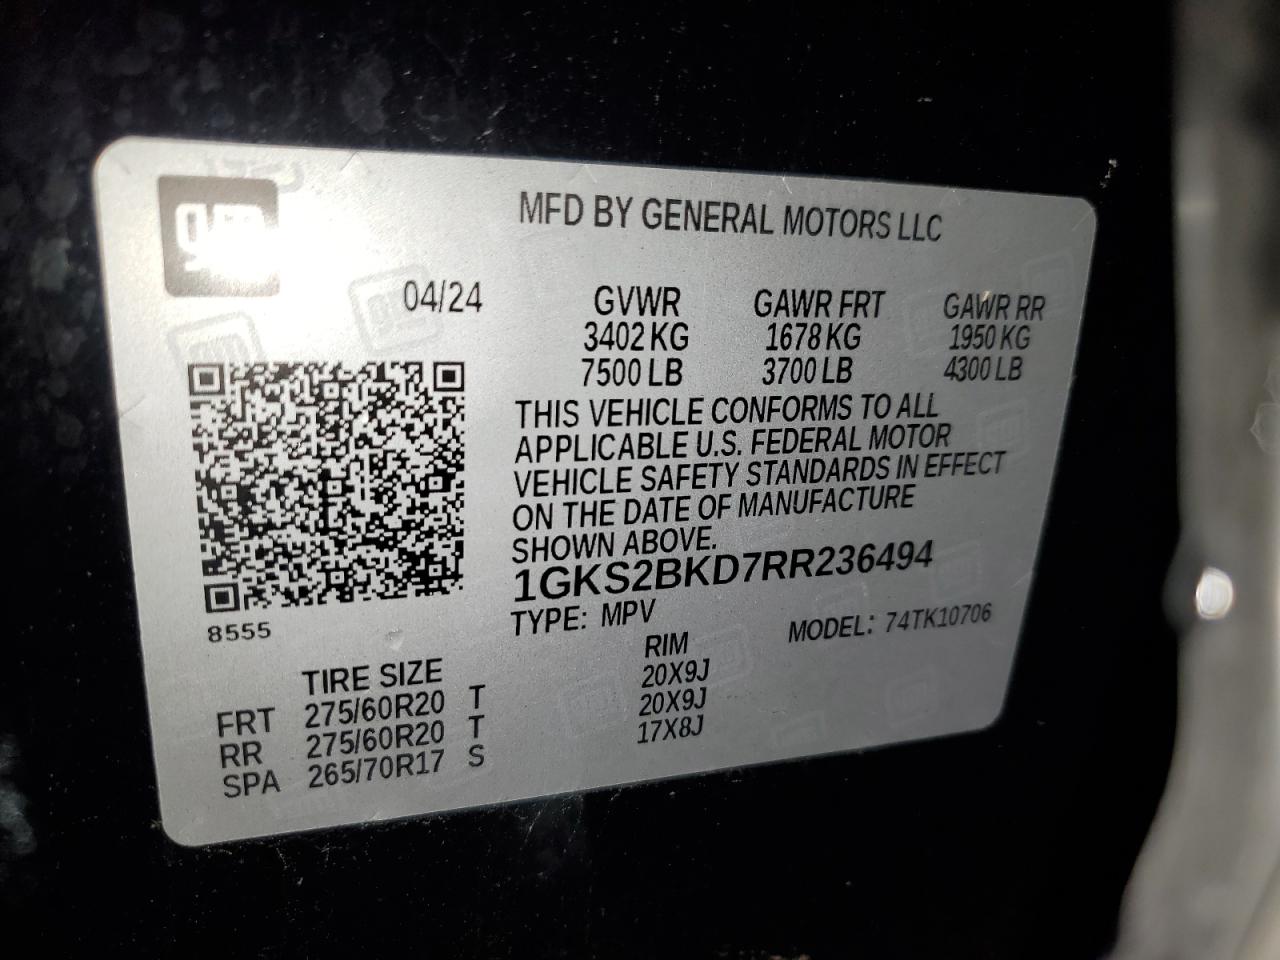 gm
MFD BY GENERAL MOTORS LLC
04/24
GVWR GAWR FRT GAWR RR
3402 KG 1678 KG 1950 KG
7500 LB 3700 LB 4300 LB
THIS VEHICLE CONFORMS TO ALL
APPLICABLE U.S. FEDERAL MOTOR
VEHICLE SAFETY STANDARDS IN EFFECT
ON THE DATE OF MANUFACTURE
SHOWN ABOVE.
1GKS2BKD7RR236494
TYPE: MPV MODEL: 74TK10706
8555
TIRE SIZE RIM
FRT 275/60R20 T 20X9J
RR 275/60R20 T 20X9J
SPA 265/70R17 S 17X8J